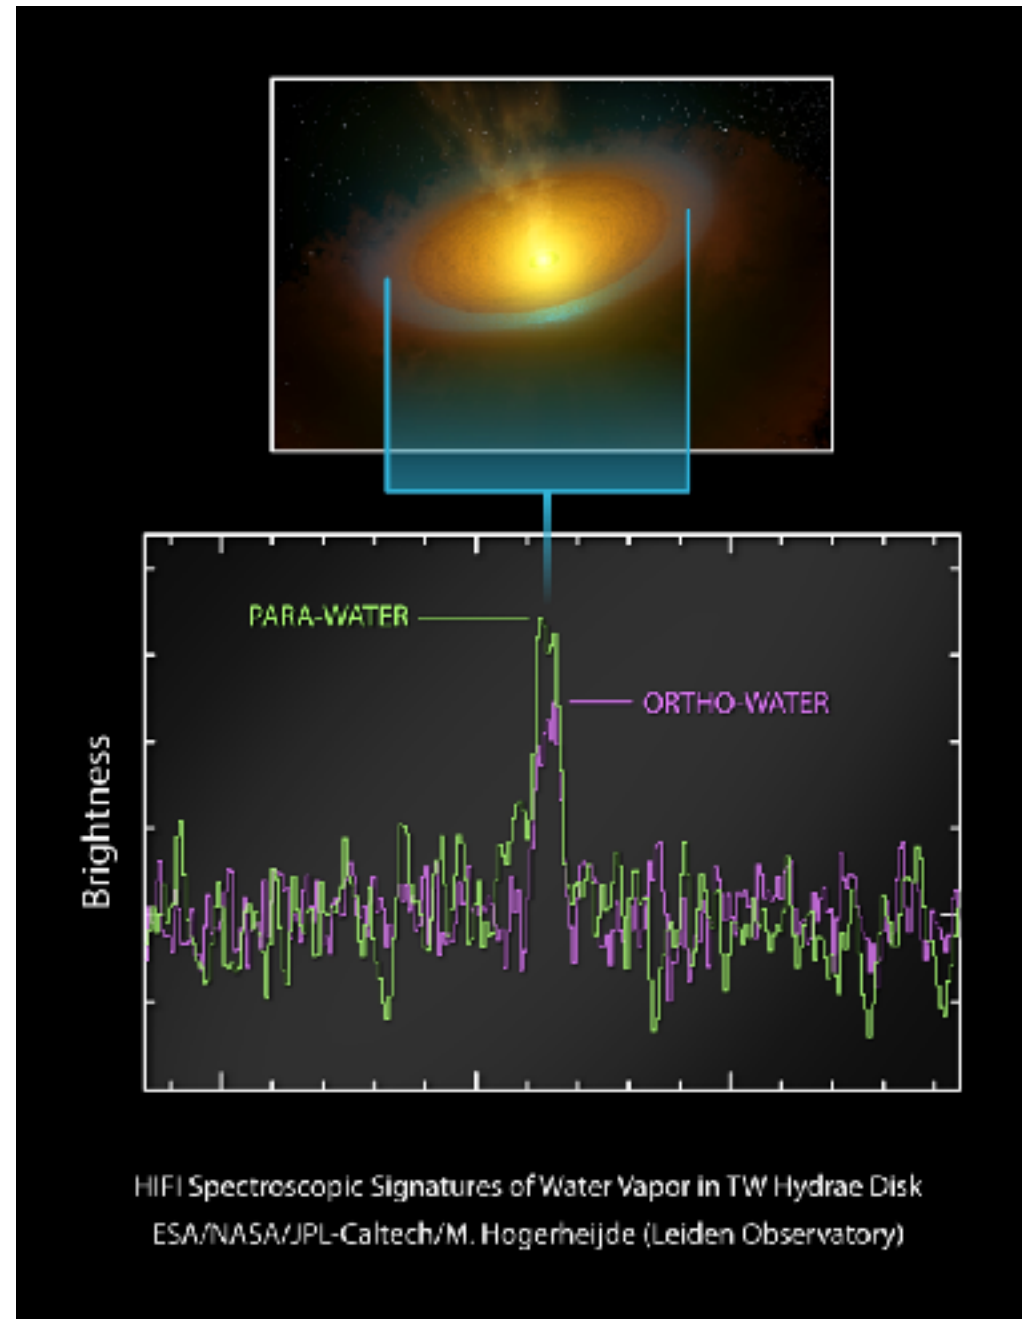 PARA-WATER
ORTHO-WATER
Brightness
HIFI Spectroscopic Signatures of Water Vapor in TW Hydrae Disk
ESA/NASA/JPL-Caltech/M. Hogerheijde (Leiden Observatory)